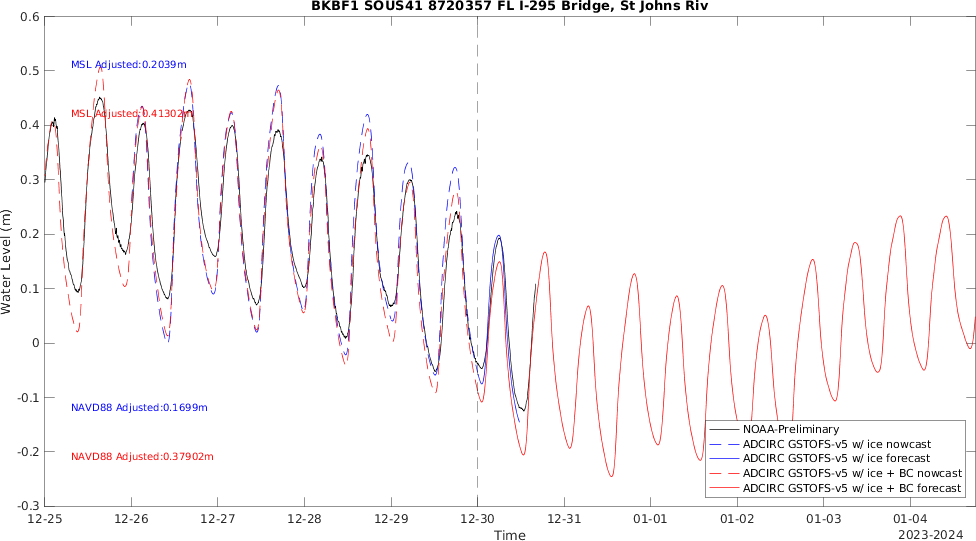 BKBF1 SOUS41 8720357 FL I-295 Bridge, St Johns Riv
0.6
0.5
0.4
0.3
0.2
0.1
0
-0.1
-0.2
-0.3
Water Level (m)
MSL Adjusted:0.2039m
MSL Adjusted:0.41302m
NAVD88 Adjusted:0.1699m
NAVD88 Adjusted:0.37902m
NOAA-Preliminary
ADCIRC GSTOFS-v5 w/ ice nowcast
ADCIRC GSTOFS-v5 w/ ice forecast
ADCIRC GSTOFS-v5 w/ ice + BC nowcast
ADCIRC GSTOFS-v5 w/ ice + BC forecast
12-25 12-26 12-27 12-28 12-29 12-30 12-31 01-01 01-02 01-03 01-04
Time
2023-2024